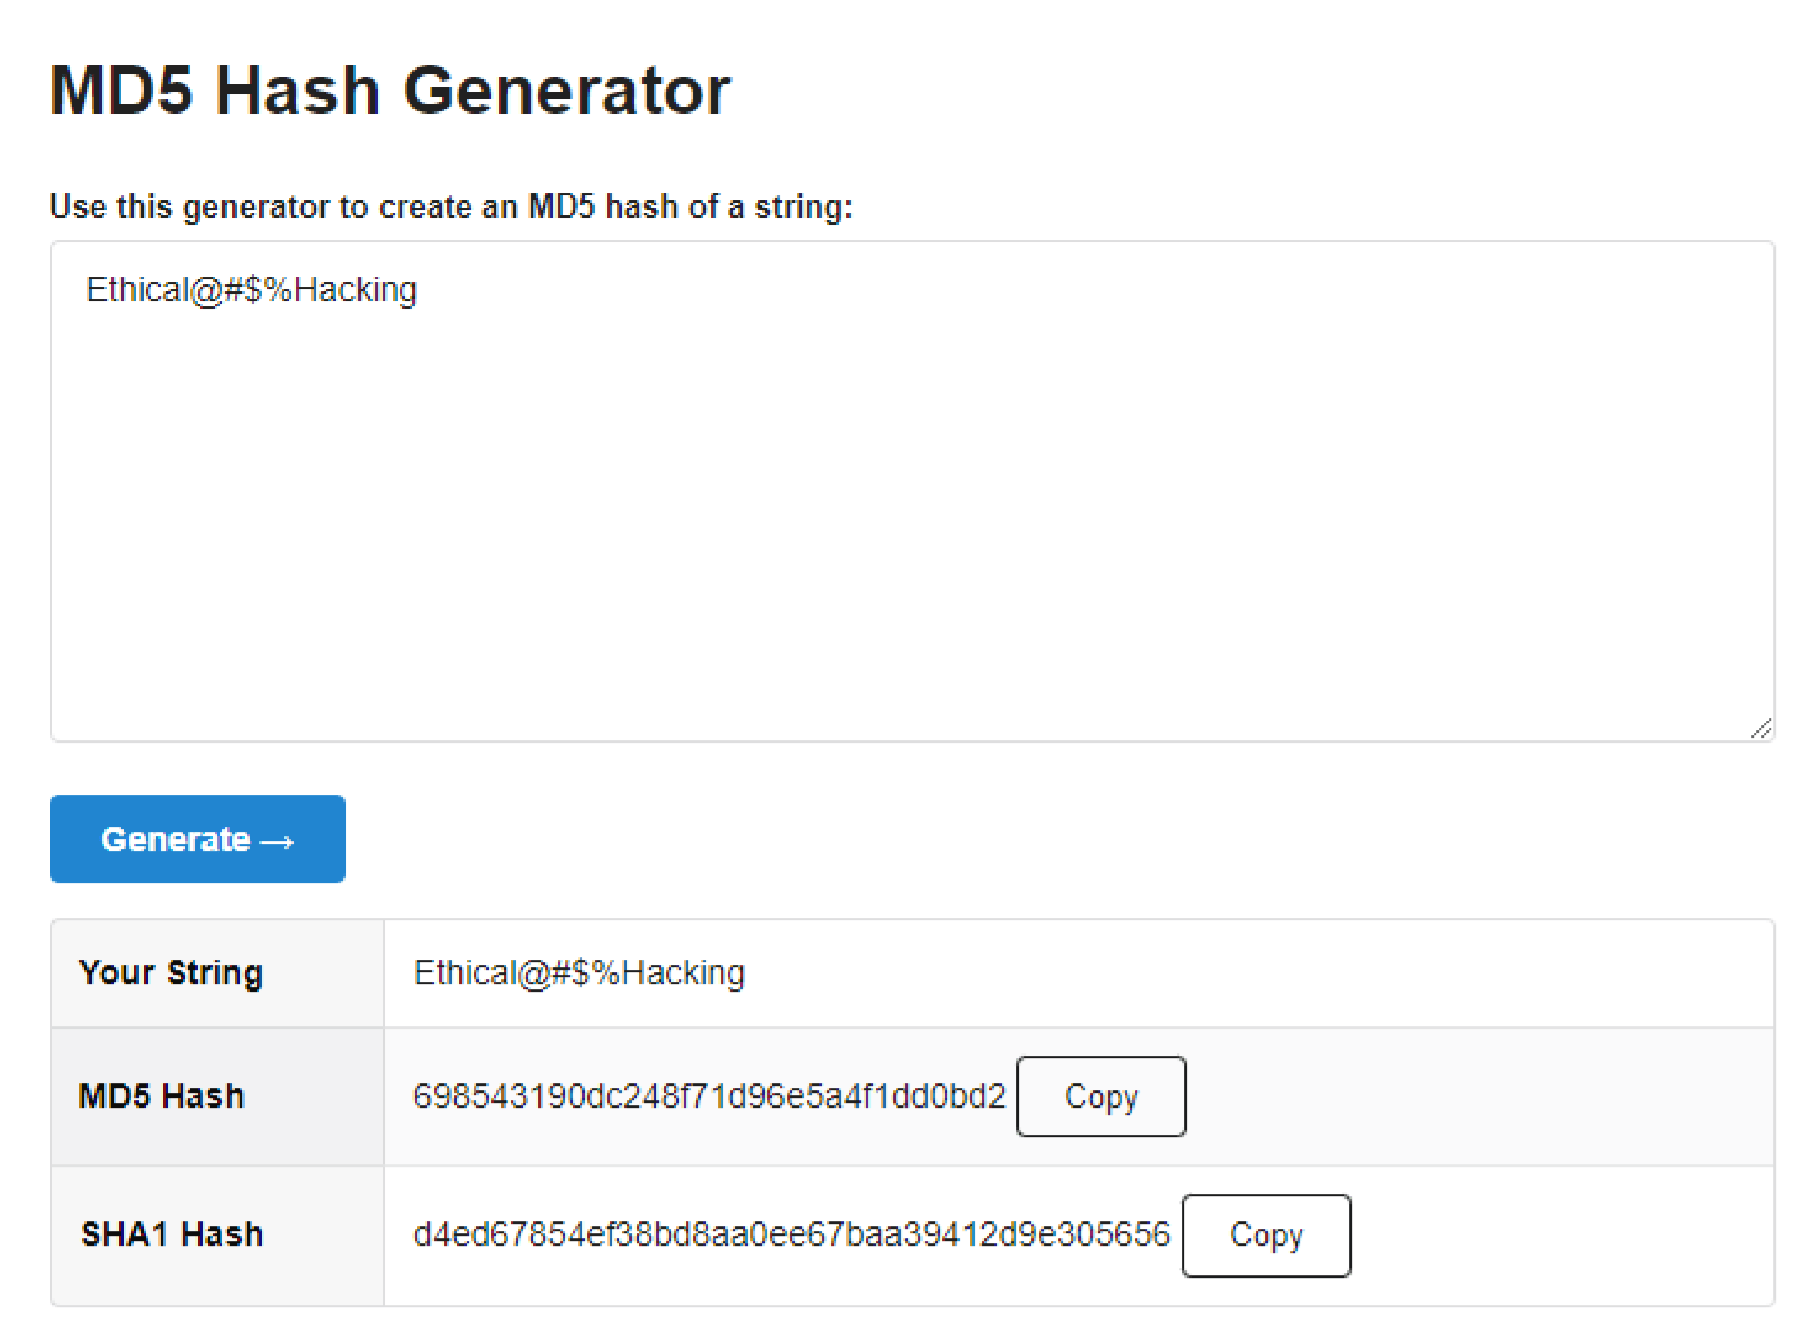 MD5 Hash Generator
Use this generator to create an MD5 hash of a string:
Ethical@#$%Hacking
Generate →
Your String Ethical@#$%Hacking
MD5 Hash 698543190dc248f71d96e5a4f1dd0bd2 Copy
SHA1 Hash d4ed67854ef38bd8aa0ee67baa39412d9e305656 Copy